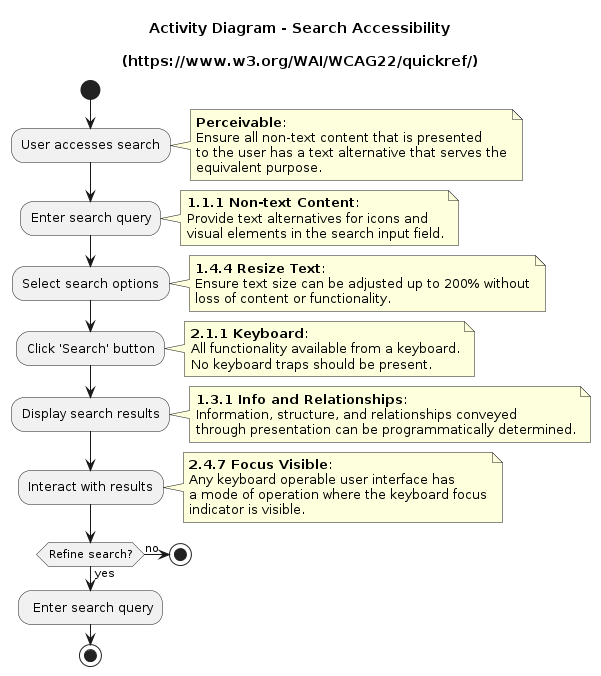 Activity Diagram - Search Accessibility
(https://www.w3.org/WAI/WCAG22/quickref/)
User accesses search
Perceivable:
Ensure all non-text content that is presented
to the user has a text alternative that serves the
equivalent purpose.
Enter search query
1.1.1 Non-text Content:
Provide text alternatives for icons and
visual elements in the search input field.
Select search options
1.4.4 Resize Text:
Ensure text size can be adjusted up to 200% without
loss of content or functionality.
Click 'Search' button
2.1.1 Keyboard:
All functionality available from a keyboard.
No keyboard traps should be present.
Display search results
1.3.1 Info and Relationships:
Information, structure, and relationships conveyed
through presentation can be programmatically determined.
Interact with results
2.4.7 Focus Visible:
Any keyboard operable user interface has
a mode of operation where the keyboard focus
indicator is visible.
Refine search?
no
yes
Enter search query